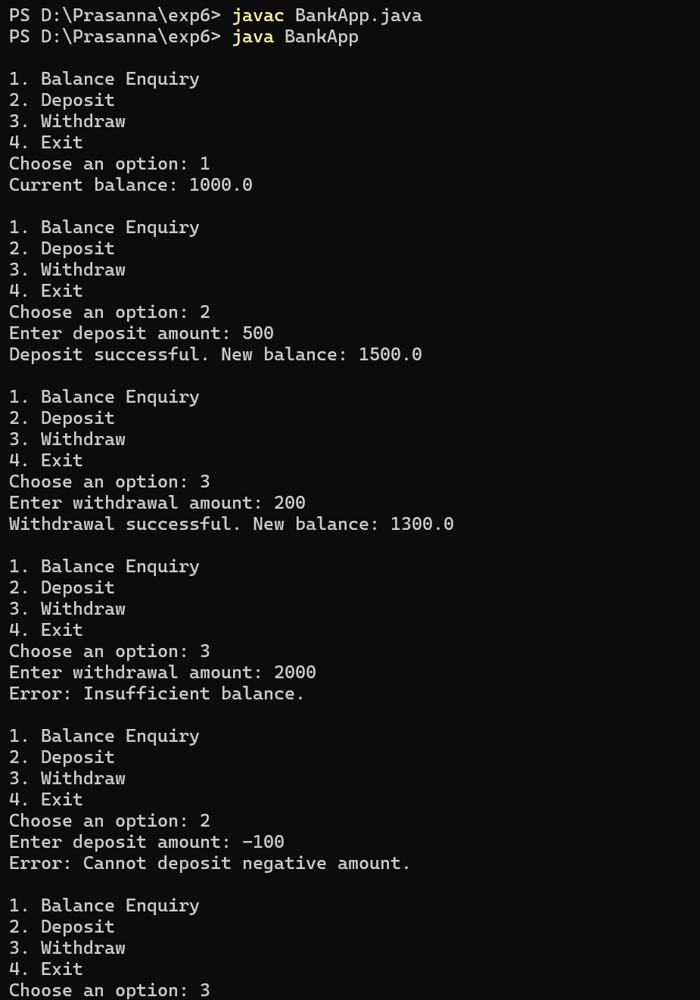 PS D:\Prasanna\exp6> javac BankApp.java
PS D:\Prasanna\exp6> java BankApp

1. Balance Enquiry
2. Deposit
3. Withdraw
4. Exit
Choose an option: 1
Current balance: 1000.0

1. Balance Enquiry
2. Deposit
3. Withdraw
4. Exit
Choose an option: 2
Enter deposit amount: 500
Deposit successful. New balance: 1500.0

1. Balance Enquiry
2. Deposit
3. Withdraw
4. Exit
Choose an option: 3
Enter withdrawal amount: 200
Withdrawal successful. New balance: 1300.0

1. Balance Enquiry
2. Deposit
3. Withdraw
4. Exit
Choose an option: 3
Enter withdrawal amount: 2000
Error: Insufficient balance.

1. Balance Enquiry
2. Deposit
3. Withdraw
4. Exit
Choose an option: 2
Enter deposit amount: -100
Error: Cannot deposit negative amount.

1. Balance Enquiry
2. Deposit
3. Withdraw
4. Exit
Choose an option: 3